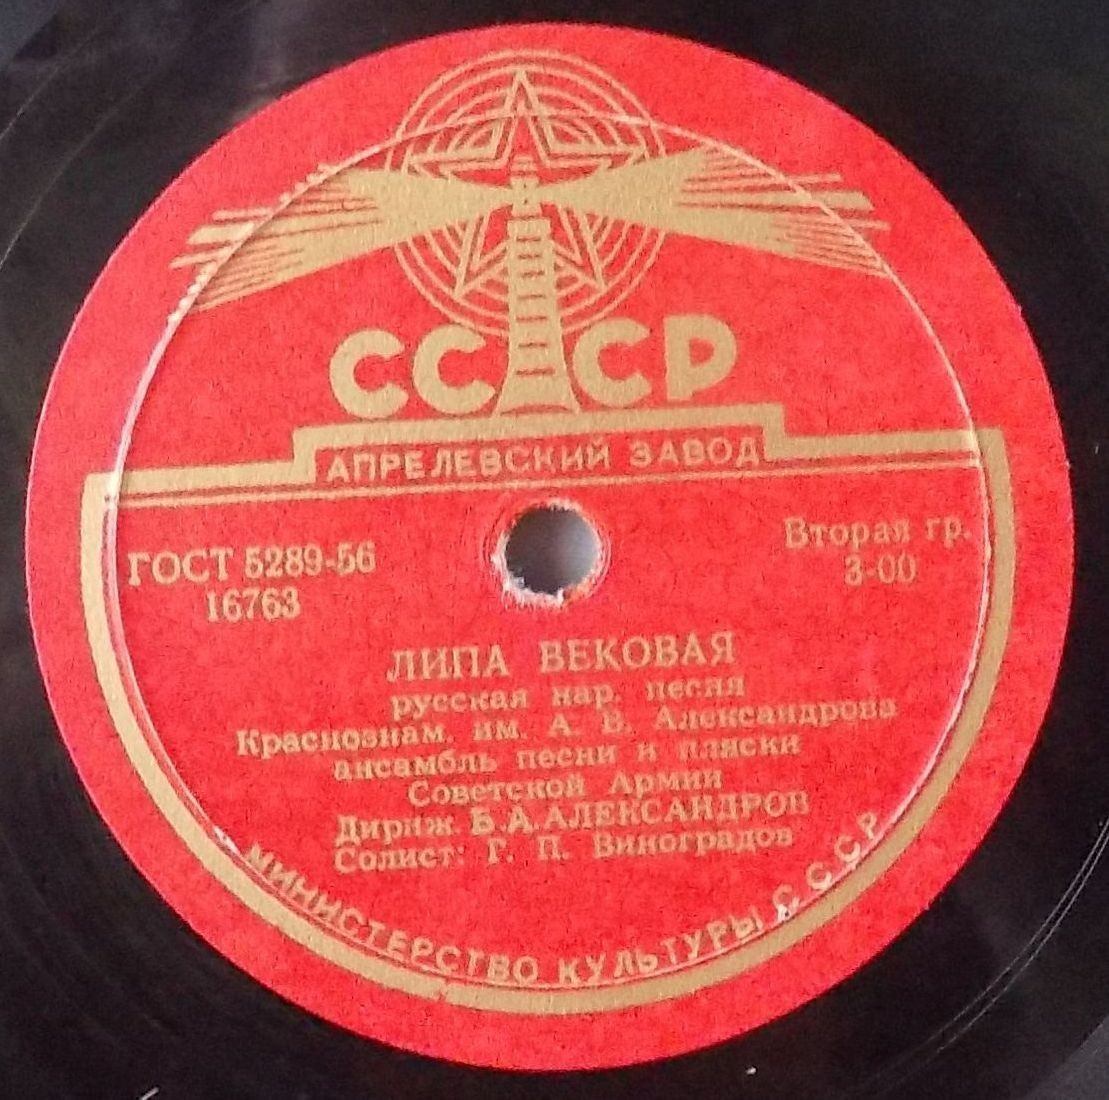 СССР
АПРЕЛЕВСКИЙ ЗАВОД
ГОСТ 5289-56
16763
Вторая гр.
3-00
ЛИПА ВЕКОВАЯ
русская нар. песня
Краснознам. им. А. В. Александрова
ансамбль песни и пляски
Советской Армии
Дириж. Б.А.АЛЕКСАНДРОВ
Солист: Г. П. Виноградов
МИНИСТЕРСТВО КУЛЬТУРЫ СССР